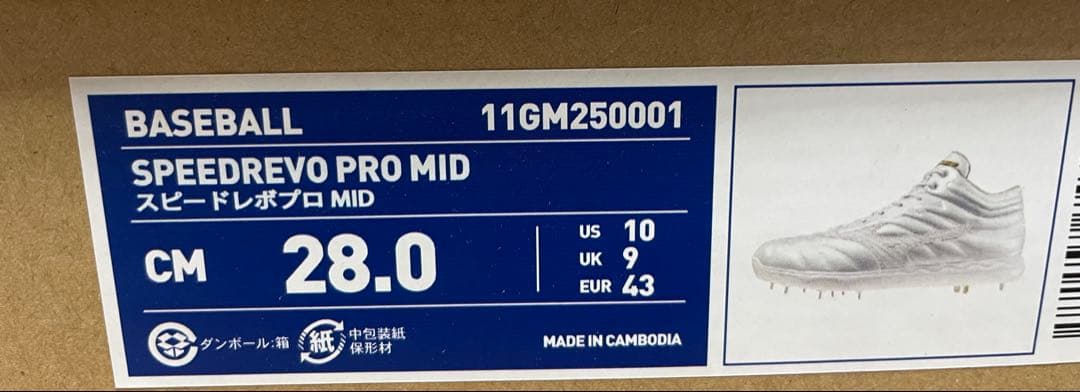 BASEBALL 11GM250001
SPEEDREVO PRO MID
スピードレボプロ MID
CM 28.0
US 10
UK 9
EUR 43
ダンボール:箱
紙 中包装紙
保形材
MADE IN CAMBODIA